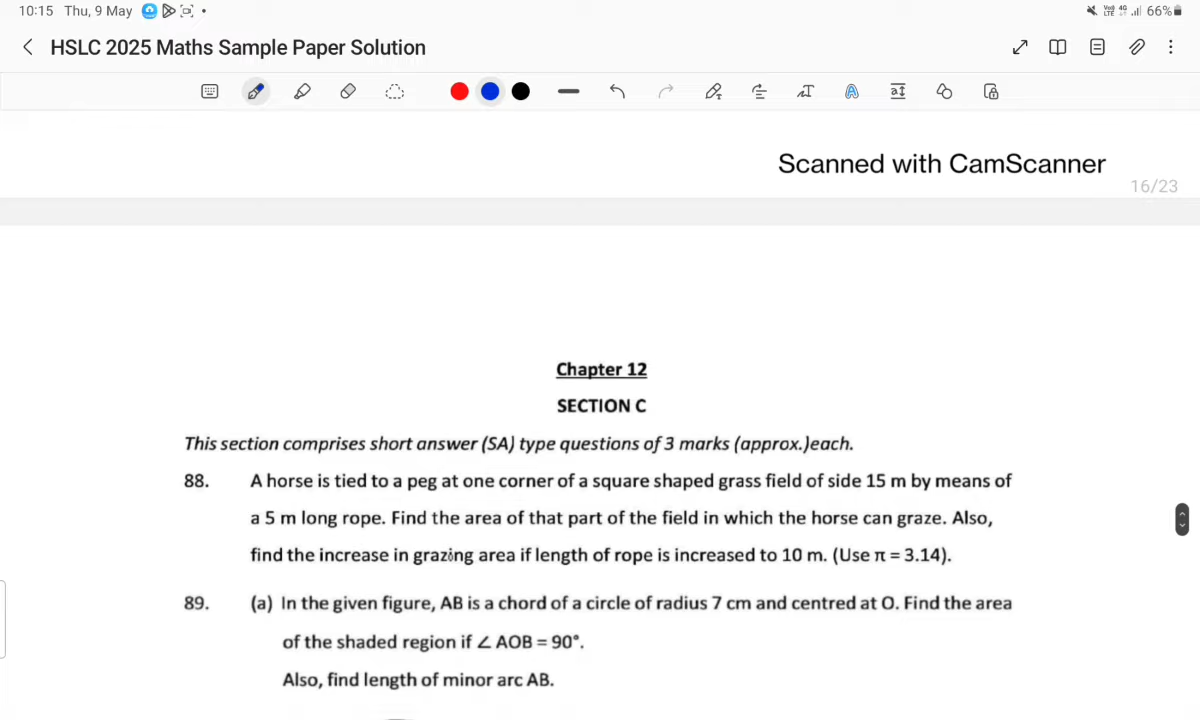 10:15 Thu, 9 May
66%
HSLC 2025 Maths Sample Paper Solution
Scanned with CamScanner
16/23
Chapter 12
SECTION C
This section comprises short answer (SA) type questions of 3 marks (approx.)each.
88. A horse is tied to a peg at one corner of a square shaped grass field of side 15 m by means of
a 5 m long rope. Find the area of that part of the field in which the horse can graze. Also,
find the increase in grazing area if length of rope is increased to 10 m. (Use π = 3.14).
89. (a) In the given figure, AB is a chord of a circle of radius 7 cm and centred at O. Find the area
of the shaded region if ∠ AOB = 90°.
Also, find length of minor arc AB.